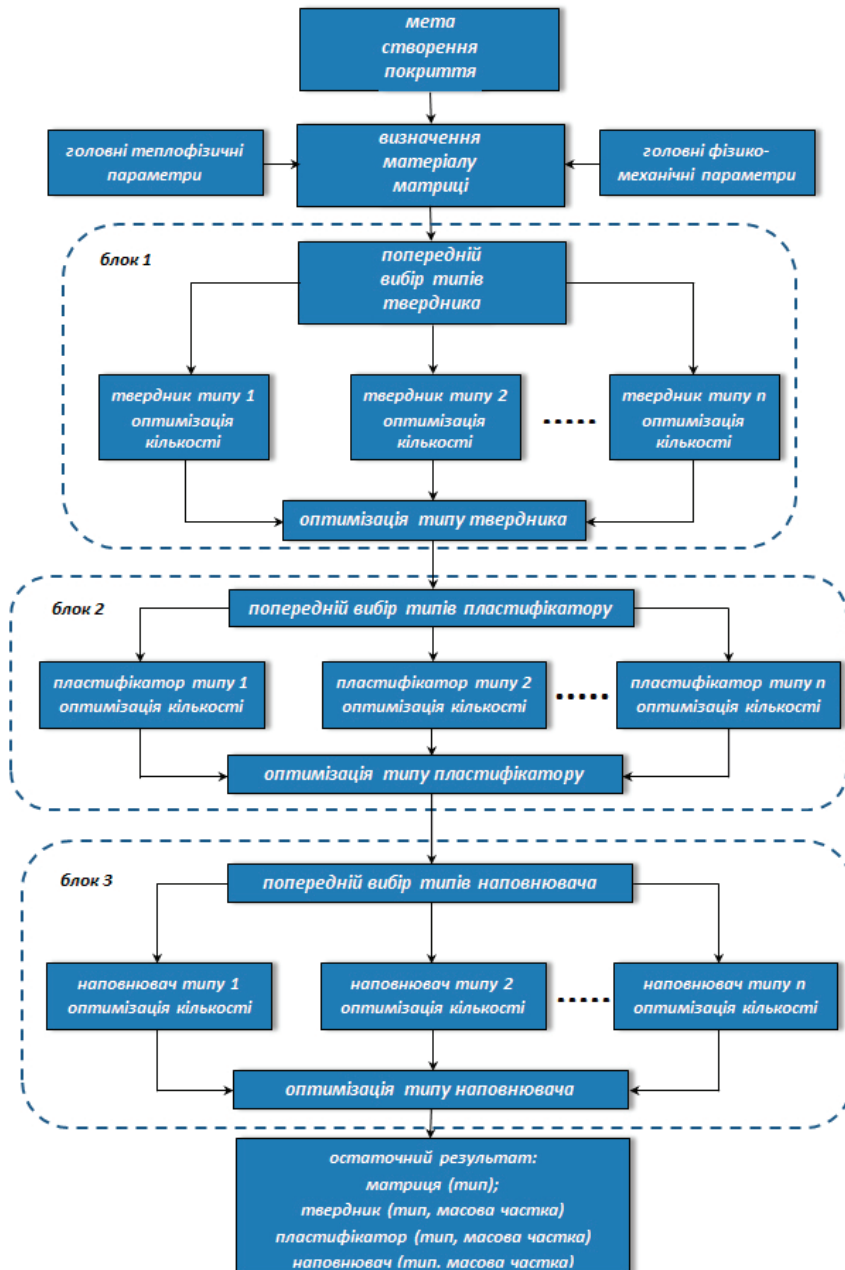 мета
створення
покриття
головні теплофізичні
параметри
визначення
матеріалу
матриці
головні фізико-
механічні параметри
блок 1
попередній
вибір типів
твердника
твердник типу 1
оптимізація
кількості
твердник типу 2
оптимізація
кількості
.....
твердник типу n
оптимізація
кількості
оптимізація типу твердника
блок 2
попередній вибір типів пластифікатору
пластифікатор типу 1
оптимізація кількості
пластифікатор типу 2
оптимізація кількості
.....
пластифікатор типу n
оптимізація кількості
оптимізація типу пластифікатору
блок 3
попередній вибір типів наповнювача
наповнювач типу 1
оптимізація кількості
наповнювач типу 2
оптимізація кількості
.....
наповнювач типу n
оптимізація кількості
оптимізація типу наповнювача
остаточний результат:
матриця (тип);
твердник (тип, масова частка)
пластифікатор (тип, масова частка)
наповнювач (тип, масова частка)